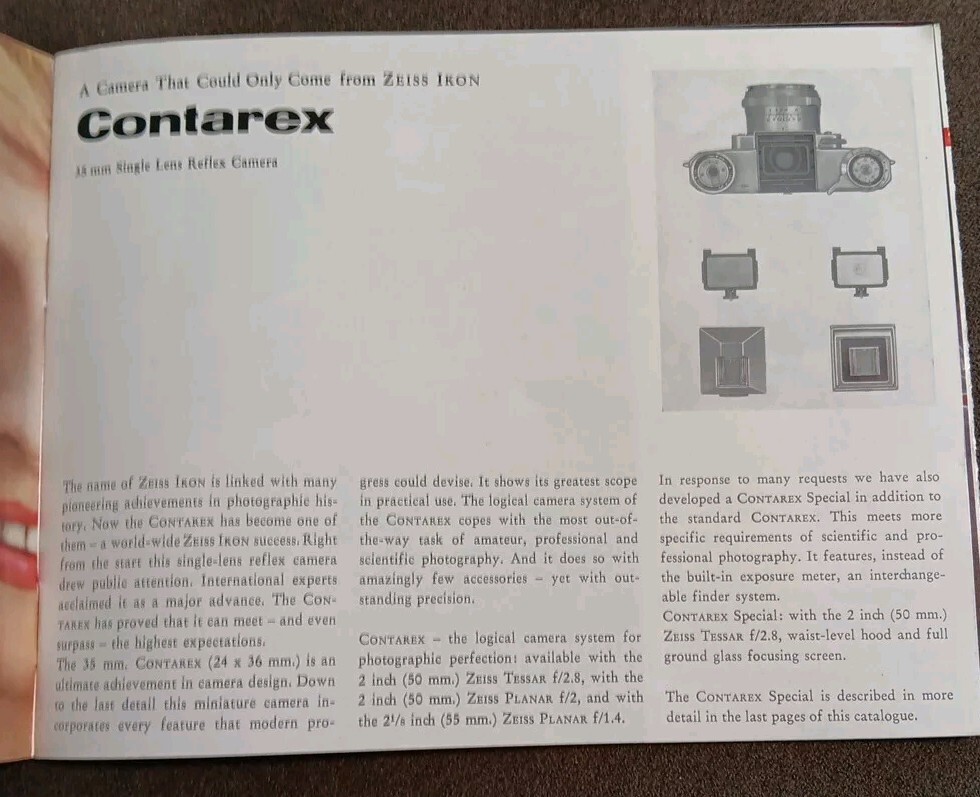 A Camera That Could Only Come from ZEISS IKON
Contarex
35 mm Single Lens Reflex Camera
The name of ZEISS IKON is linked with many
pioneering achievements in photographic his-
tory. Now the CONTAREX has become one of
them – a world-wide ZEISS IKON success. Right
from the start this single-lens reflex camera
drew public attention. International experts
acclaimed it as a major advance. The CON-
TAREX has proved that it can meet – and even
surpass – the highest expectations.
The 35 mm. CONTAREX (24 x 36 mm.) is an
ultimate achievement in camera design. Down
to the last detail this miniature camera in-
corporates every feature that modern pro-
gress could devise. It shows its greatest scope
in practical use. The logical camera system of
the CONTAREX copes with the most out-of-
the-way task of amateur, professional and
scientific photography. And it does so with
amazingly few accessories – yet with out-
standing precision.
CONTAREX – the logical camera system for
photographic perfection: available with the
2 inch (50 mm.) ZEISS TESSAR f/2.8, with the
2 inch (50 mm.) ZEISS PLANAR f/2, and with
the 2¹/₈ inch (55 mm.) ZEISS PLANAR f/1.4.
In response to many requests we have also
developed a CONTAREX Special in addition to
the standard CONTAREX. This meets more
specific requirements of scientific and pro-
fessional photography. It features, instead of
the built-in exposure meter, an interchange-
able finder system.
CONTAREX Special: with the 2 inch (50 mm.)
ZEISS TESSAR f/2.8, waist-level hood and full
ground glass focusing screen.
The CONTAREX Special is described in more
detail in the last pages of this catalogue.